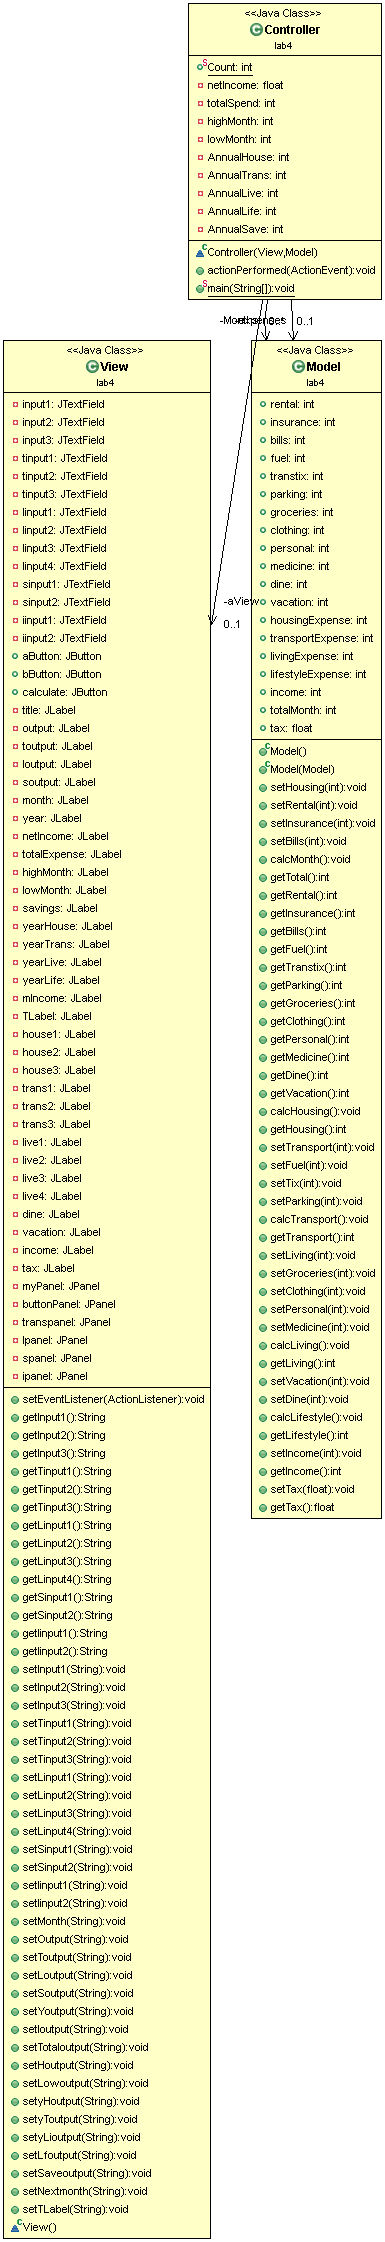 <<Java Class>>
Controller
lab4
Count: int
netIncome: float
totalSpend: int
highMonth: int
lowMonth: int
AnnualHouse: int
AnnualTrans: int
AnnualLive: int
AnnualLife: int
AnnualSave: int
Controller(View,Model)
actionPerformed(ActionEvent):void
main(String[]):void
0..*
0..1
-aView
0..1
<<Java Class>>
View
lab4
input1: JTextField
input2: JTextField
input3: JTextField
tinput1: JTextField
tinput2: JTextField
tinput3: JTextField
linput1: JTextField
linput2: JTextField
linput3: JTextField
linput4: JTextField
sinput1: JTextField
sinput2: JTextField
iinput1: JTextField
iinput2: JTextField
aButton: JButton
bButton: JButton
calculate: JButton
title: JLabel
output: JLabel
toutput: JLabel
loutput: JLabel
soutput: JLabel
month: JLabel
year: JLabel
netIncome: JLabel
totalExpense: JLabel
highMonth: JLabel
lowMonth: JLabel
savings: JLabel
yearHouse: JLabel
yearTrans: JLabel
yearLive: JLabel
yearLife: JLabel
mIncome: JLabel
TLabel: JLabel
house1: JLabel
house2: JLabel
house3: JLabel
trans1: JLabel
trans2: JLabel
trans3: JLabel
live1: JLabel
live2: JLabel
live3: JLabel
live4: JLabel
dine: JLabel
vacation: JLabel
income: JLabel
tax: JLabel
myPanel: JPanel
buttonPanel: JPanel
transpanel: JPanel
lpanel: JPanel
spanel: JPanel
ipanel: JPanel
setEventListener(ActionListener):void
getInput1():String
getInput2():String
getInput3():String
getTinput1():String
getTinput2():String
getTinput3():String
getLinput1():String
getLinput2():String
getLinput3():String
getLinput4():String
getSinput1():String
getSinput2():String
getIinput1():String
getIinput2():String
setInput1(String):void
setInput2(String):void
setInput3(String):void
setTinput1(String):void
setTinput2(String):void
setTinput3(String):void
setLinput1(String):void
setLinput2(String):void
setLinput3(String):void
setLinput4(String):void
setSinput1(String):void
setSinput2(String):void
setIinput1(String):void
setIinput2(String):void
setMonth(String):void
setOutput(String):void
setToutput(String):void
setLoutput(String):void
setSoutput(String):void
setYoutput(String):void
setIoutput(String):void
setTotaloutput(String):void
setHoutput(String):void
setLowoutput(String):void
setyHoutput(String):void
setyToutput(String):void
setyLioutput(String):void
setLfoutput(String):void
setSaveoutput(String):void
setNextmonth(String):void
setTLabel(String):void
View()
<<Java Class>>
Model
lab4
rental: int
insurance: int
bills: int
fuel: int
transtix: int
parking: int
groceries: int
clothing: int
personal: int
medicine: int
dine: int
vacation: int
housingExpense: int
transportExpense: int
livingExpense: int
lifestyleExpense: int
income: int
totalMonth: int
tax: float
Model()
Model(Model)
setHousing(int):void
setRental(int):void
setInsurance(int):void
setBills(int):void
calcMonth():void
getTotal():int
getRental():int
getInsurance():int
getBills():int
getFuel():int
getTranstix():int
getParking():int
getGroceries():int
getClothing():int
getPersonal():int
getMedicine():int
getDine():int
getVacation():int
calcHousing():void
getHousing():int
setTransport(int):void
setFuel(int):void
setTix(int):void
setParking(int):void
calcTransport():void
getTransport():int
setLiving(int):void
setGroceries(int):void
setClothing(int):void
setPersonal(int):void
setMedicine(int):void
calcLiving():void
getLiving():int
setVacation(int):void
setDine(int):void
calcLifestyle():void
getLifestyle():int
setIncome(int):void
getIncome():int
setTax(float):void
getTax():float